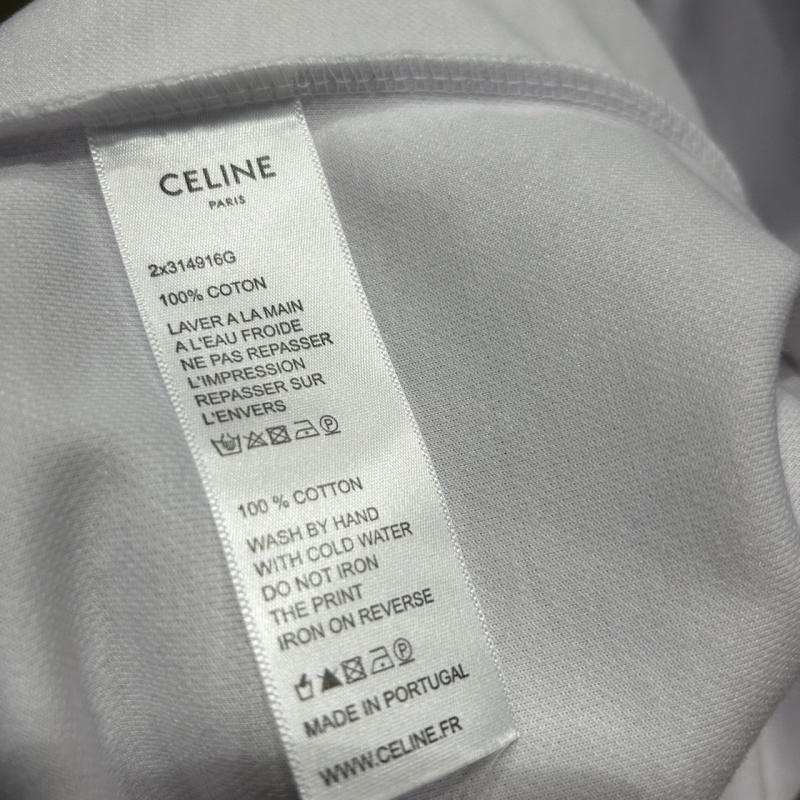 CELINE
PARIS
2x314916G
100% COTON
LAVER A LA MAIN
A L'EAU FROIDE
NE PAS REPASSER
L'IMPRESSION
REPASSER SUR
L'ENVERS
100 % COTTON
WASH BY HAND
WITH COLD WATER
DO NOT IRON
THE PRINT
IRON ON REVERSE
MADE IN PORTUGAL
WWW.CELINE.FR